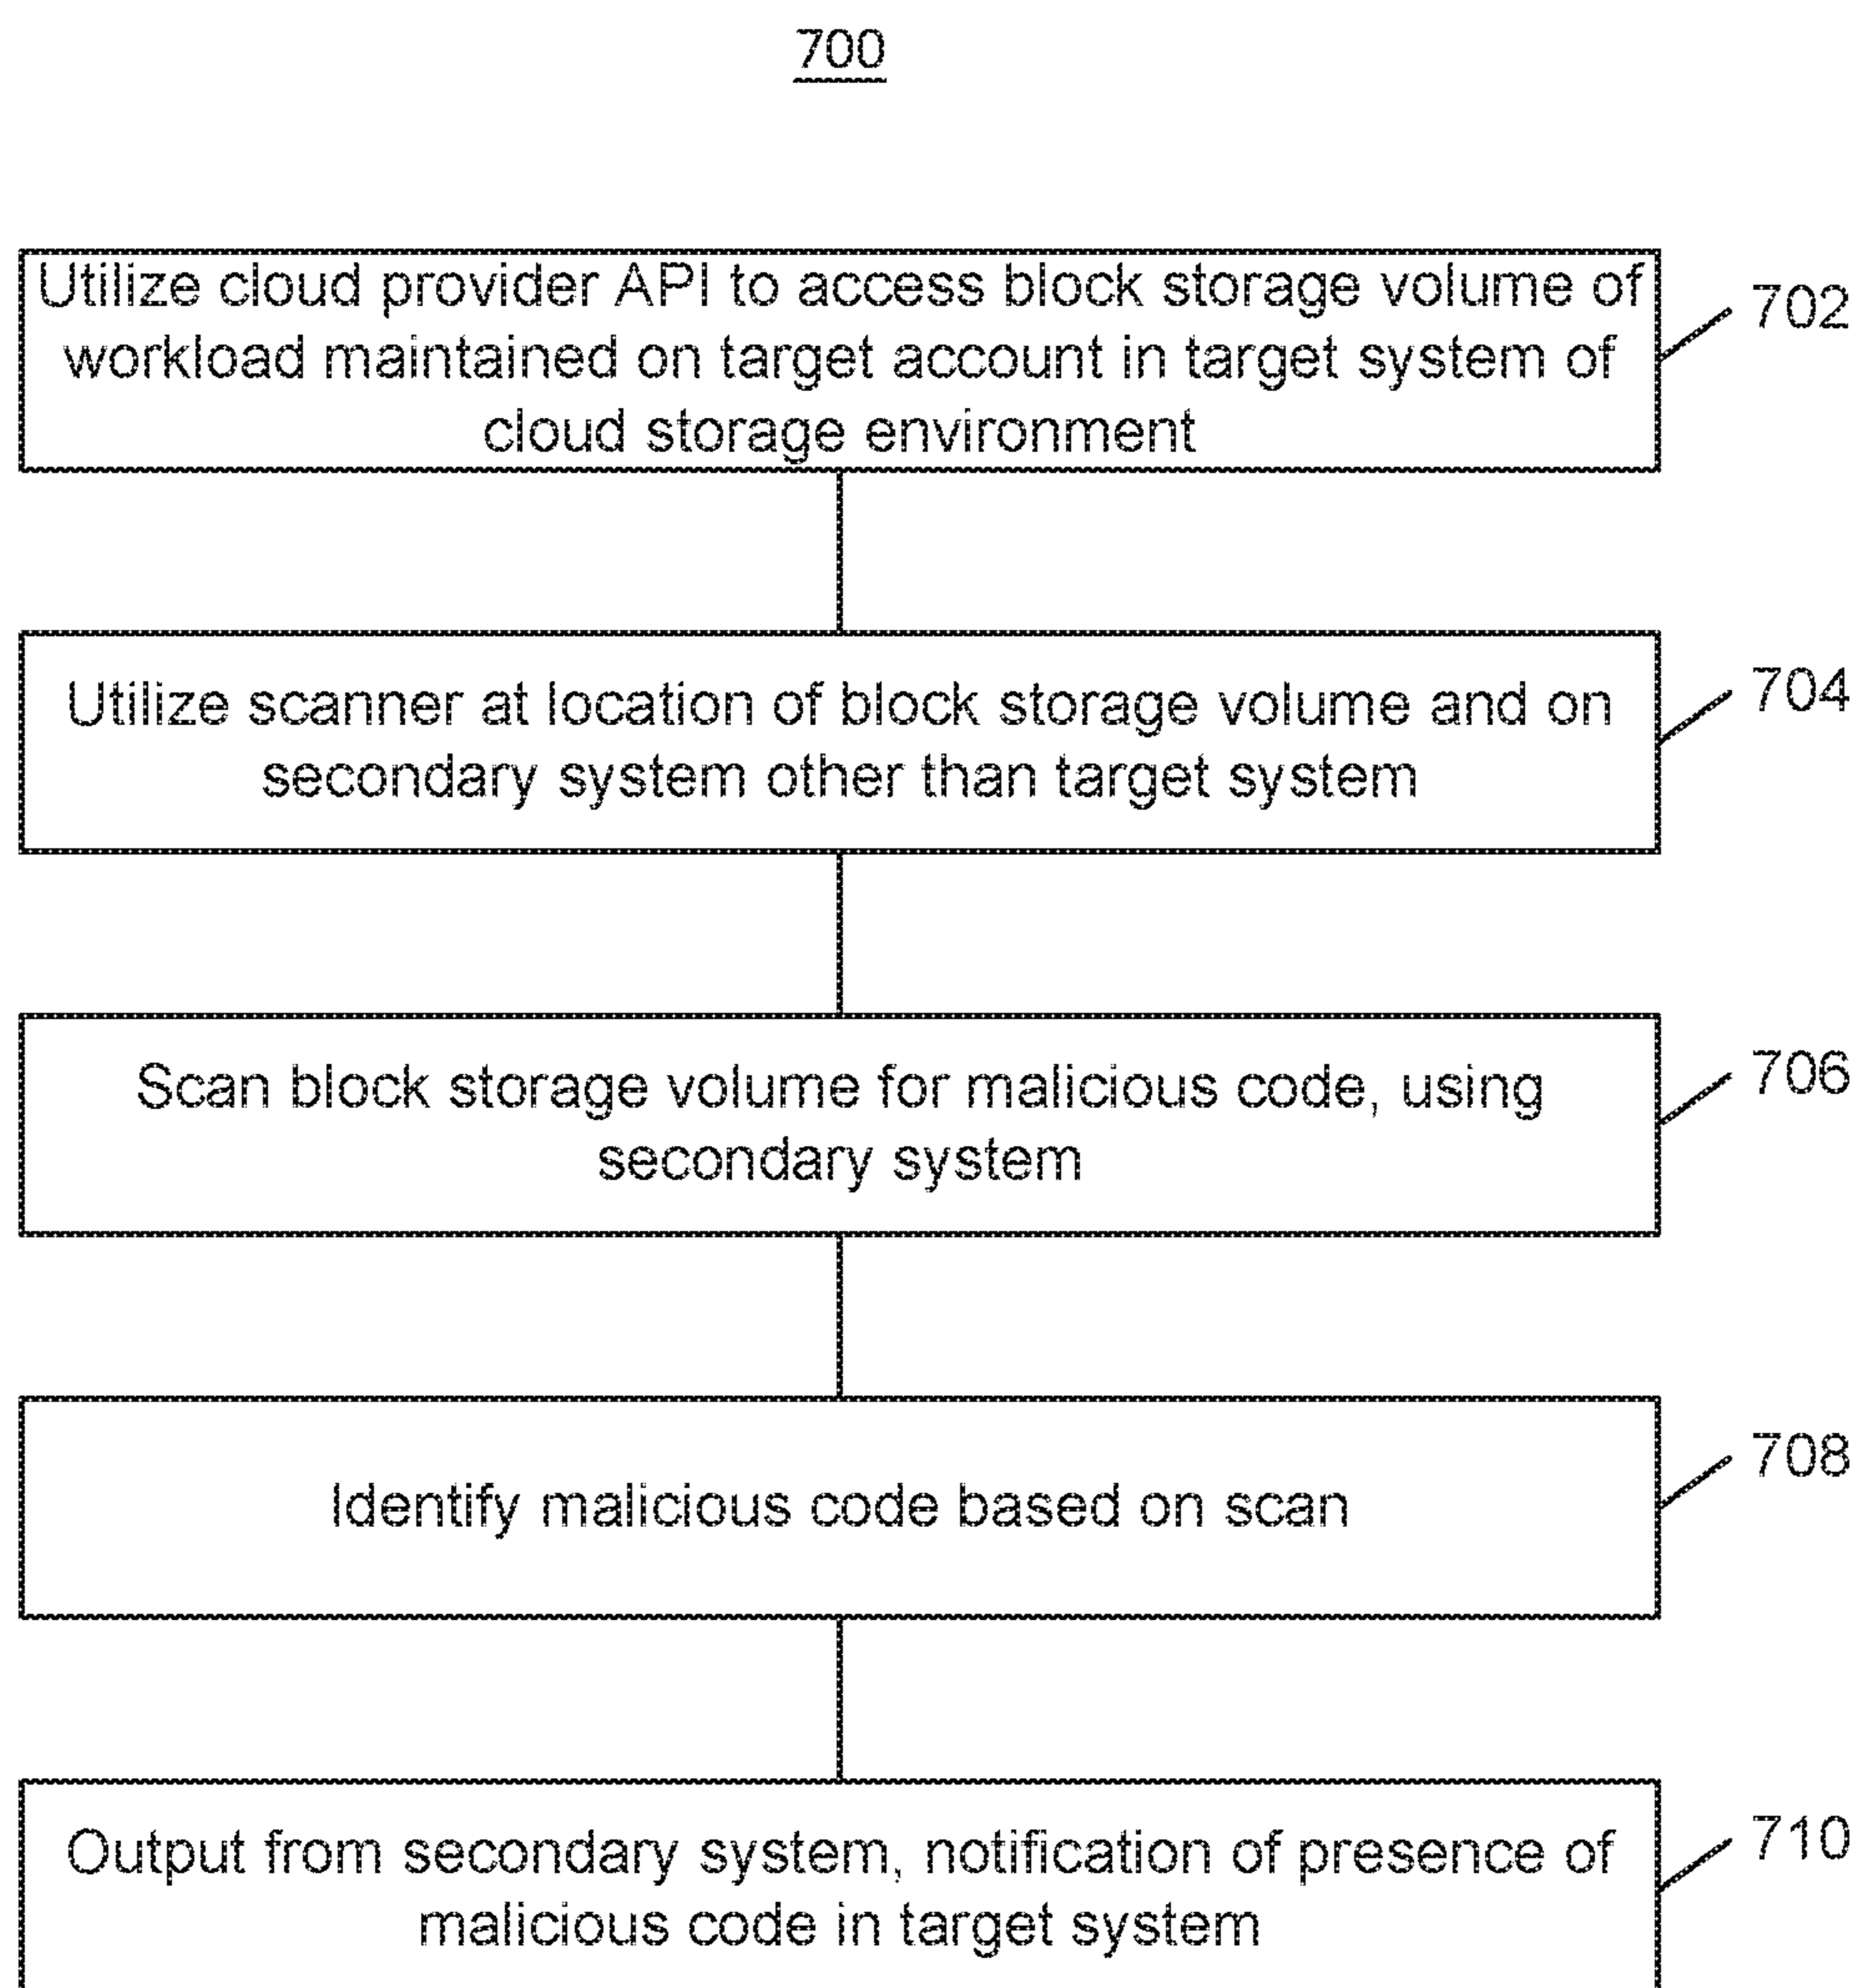 700
Utilize cloud provider API to access block storage volume of
workload maintained on target account in target system of
cloud storage environment
702
Utilize scanner at location of block storage volume and on
secondary system other than target system
704
Scan block storage volume for malicious code, using
secondary system
706
Identify malicious code based on scan
708
Output from secondary system, notification of presence of
malicious code in target system
710